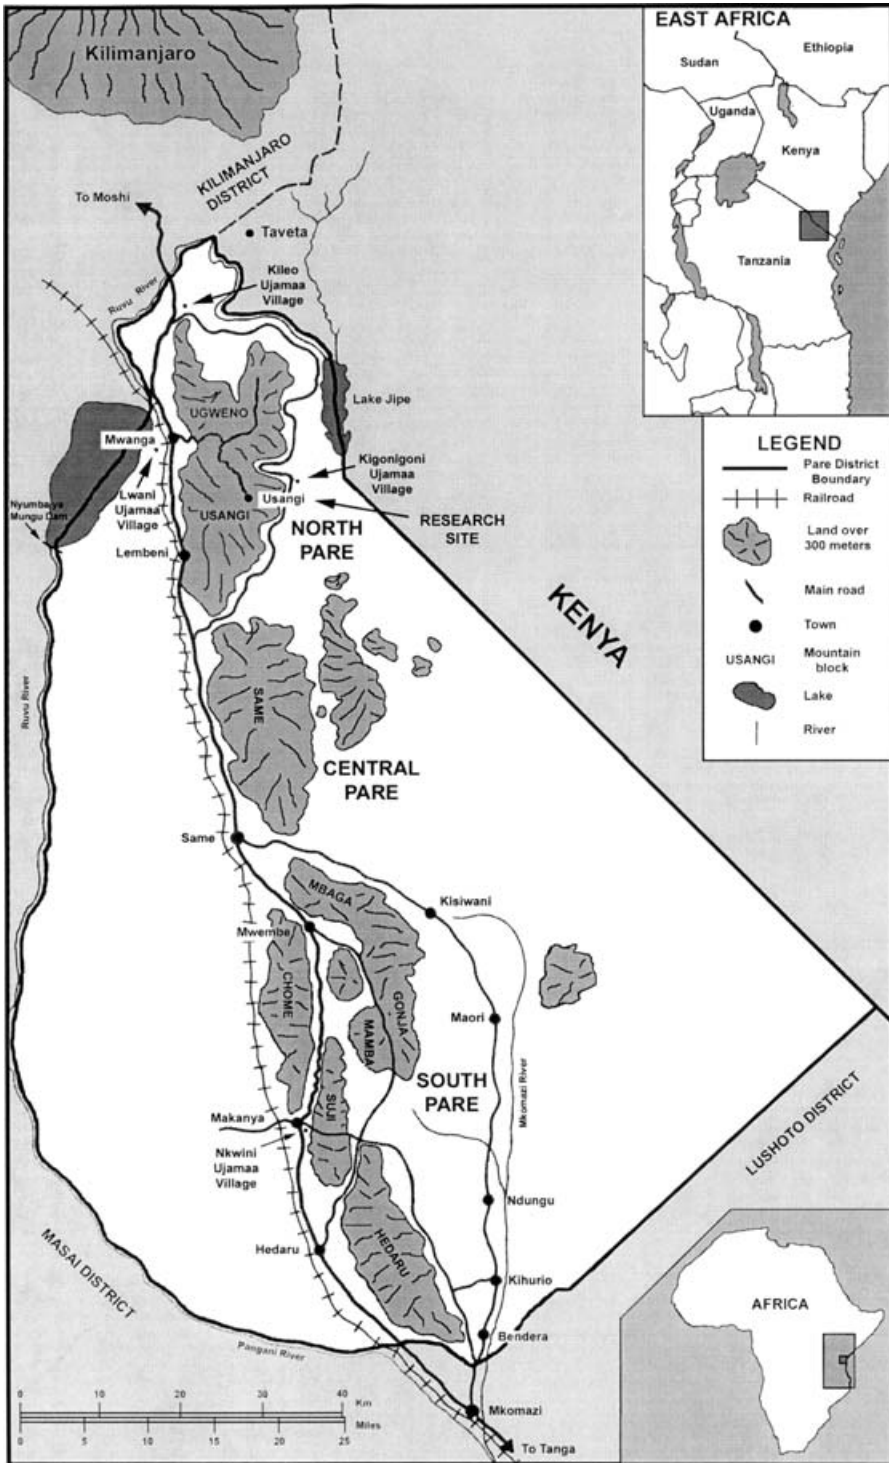 Kilimanjaro
KILIMANJARO
DISTRICT
To Moshi
Taveta
Kileo
Ujamaa
Village
Ruvu River
UGWENO
Lake Jipe
Mwanga
Lwani
Ujamaa
Village
Nyumba ya
Mungu Dam
Kigonigoni
Ujamaa
Village
Usangi
USANGI
RESEARCH
SITE
NORTH
PARE
Lembeni
KENYA
Ruvu River
SAME
CENTRAL
PARE
Same
MBAGA
Kisiwani
Mwembe
CHOME
GONJA
MAMBA
Maori
SOUTH
PARE
Mkomazi River
SUJI
Makanya
Nkwini
Ujamaa
Village
LUSHOTO DISTRICT
Ndungu
HEDARU
Hedaru
Kihurio
MASAI DISTRICT
Bendera
Pangani River
Mkomazi
To Tanga
0 10 20 30 40
Km
Miles
0 5 10 15 20 25
EAST AFRICA
Sudan
Ethiopia
Uganda
Kenya
Tanzania
LEGEND
Pare District
Boundary
Railroad
Land over
300 meters
Main road
Town
USANGI
Mountain
block
Lake
River
AFRICA